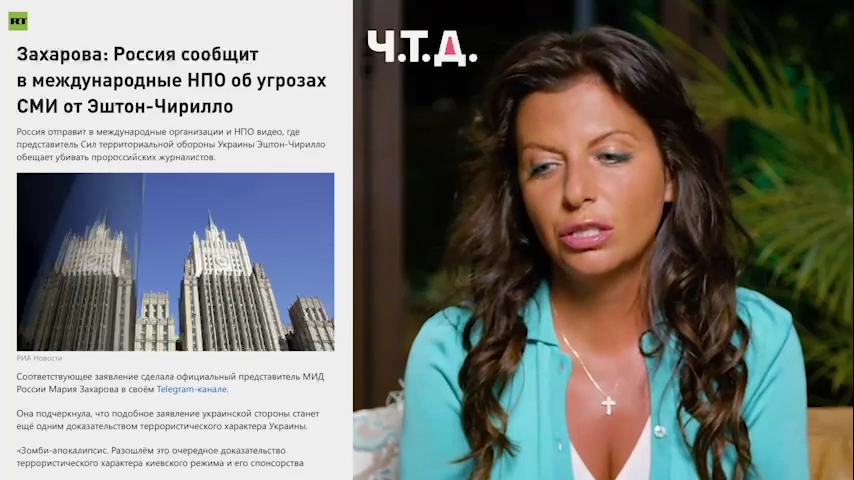 RT
Захарова: Россия сообщит
в международные НПО об угрозах
СМИ от Эштон-Чирилло
Россия отправит в международные организации и НПО видео, где
представитель Сил территориальной обороны Украины Эштон-Чирилло
обещает убивать пророссийских журналистов.
РИА Новости
Соответствующее заявление сделала официальный представитель МИД
России Мария Захарова в своём Telegram-канале.
Она подчеркнула, что подобное заявление украинской стороны станет
ещё одним доказательством террористического характера Украины.
«Зомби-апокалипсис. Разошлём это очередное доказательство
террористического характера киевского режима и его спонсорства
Ч.Т.Д.